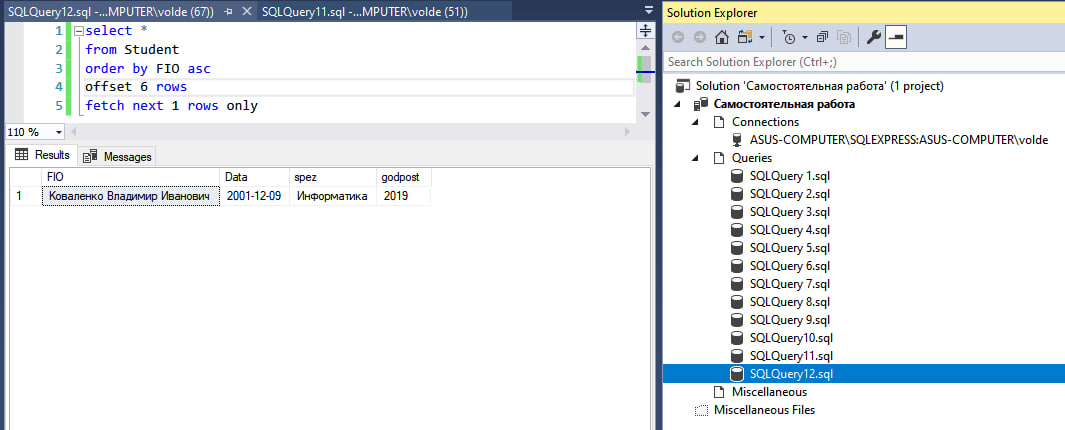 SQLQuery12.sql -...MPUTER\volde (67))
SQLQuery11.sql -...MPUTER\volde (51))
1 select *
2 from Student
3 order by FIO asc
4 offset 6 rows
5 fetch next 1 rows only
110 %
Results
Messages
FIO Data spez godpost
1 Коваленко Владимир Иванович 2001-12-09 Информатика 2019
Solution Explorer
Search Solution Explorer (Ctrl+;)
Solution 'Самостоятельная работа' (1 project)
Самостоятельная работа
Connections
ASUS-COMPUTER\SQLEXPRESS:ASUS-COMPUTER\volde
Queries
SQLQuery 1.sql
SQLQuery 2.sql
SQLQuery 3.sql
SQLQuery 4.sql
SQLQuery 5.sql
SQLQuery 6.sql
SQLQuery 7.sql
SQLQuery 8.sql
SQLQuery 9.sql
SQLQuery10.sql
SQLQuery11.sql
SQLQuery12.sql
Miscellaneous
Miscellaneous Files